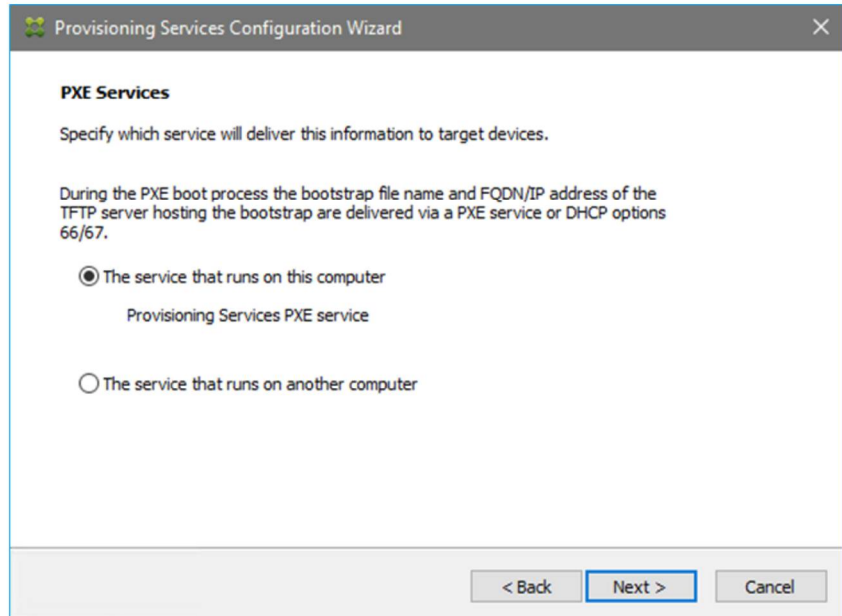 Provisioning Services Configuration Wizard
PXE Services
Specify which service will deliver this information to target devices.
During the PXE boot process the bootstrap file name and FQDN/IP address of the
TFTP server hosting the bootstrap are delivered via a PXE service or DHCP options
66/67.
The service that runs on this computer
Provisioning Services PXE service
The service that runs on another computer
< Back Next > Cancel